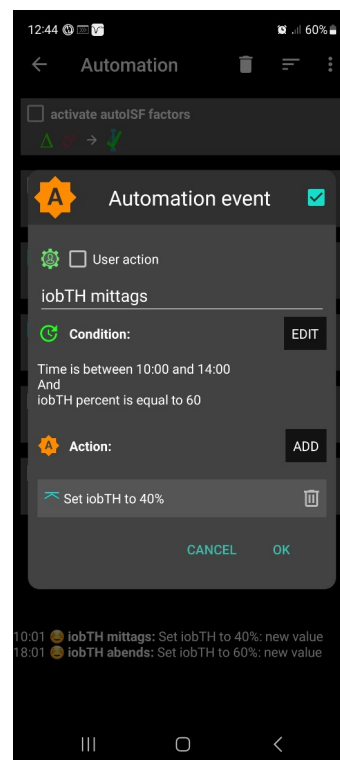 12:44 60%
Automation
activate autoISF factors
A Automation event
User action
iobTH mittags
Condition: EDIT
Time is between 10:00 and 14:00
And
iobTH percent is equal to 60
A Action: ADD
Set iobTH to 40%
CANCEL OK
10:01 😅 iobTH mittags: Set iobTH to 40%: new value
18:01 😅 iobTH abends: Set iobTH to 60%: new value